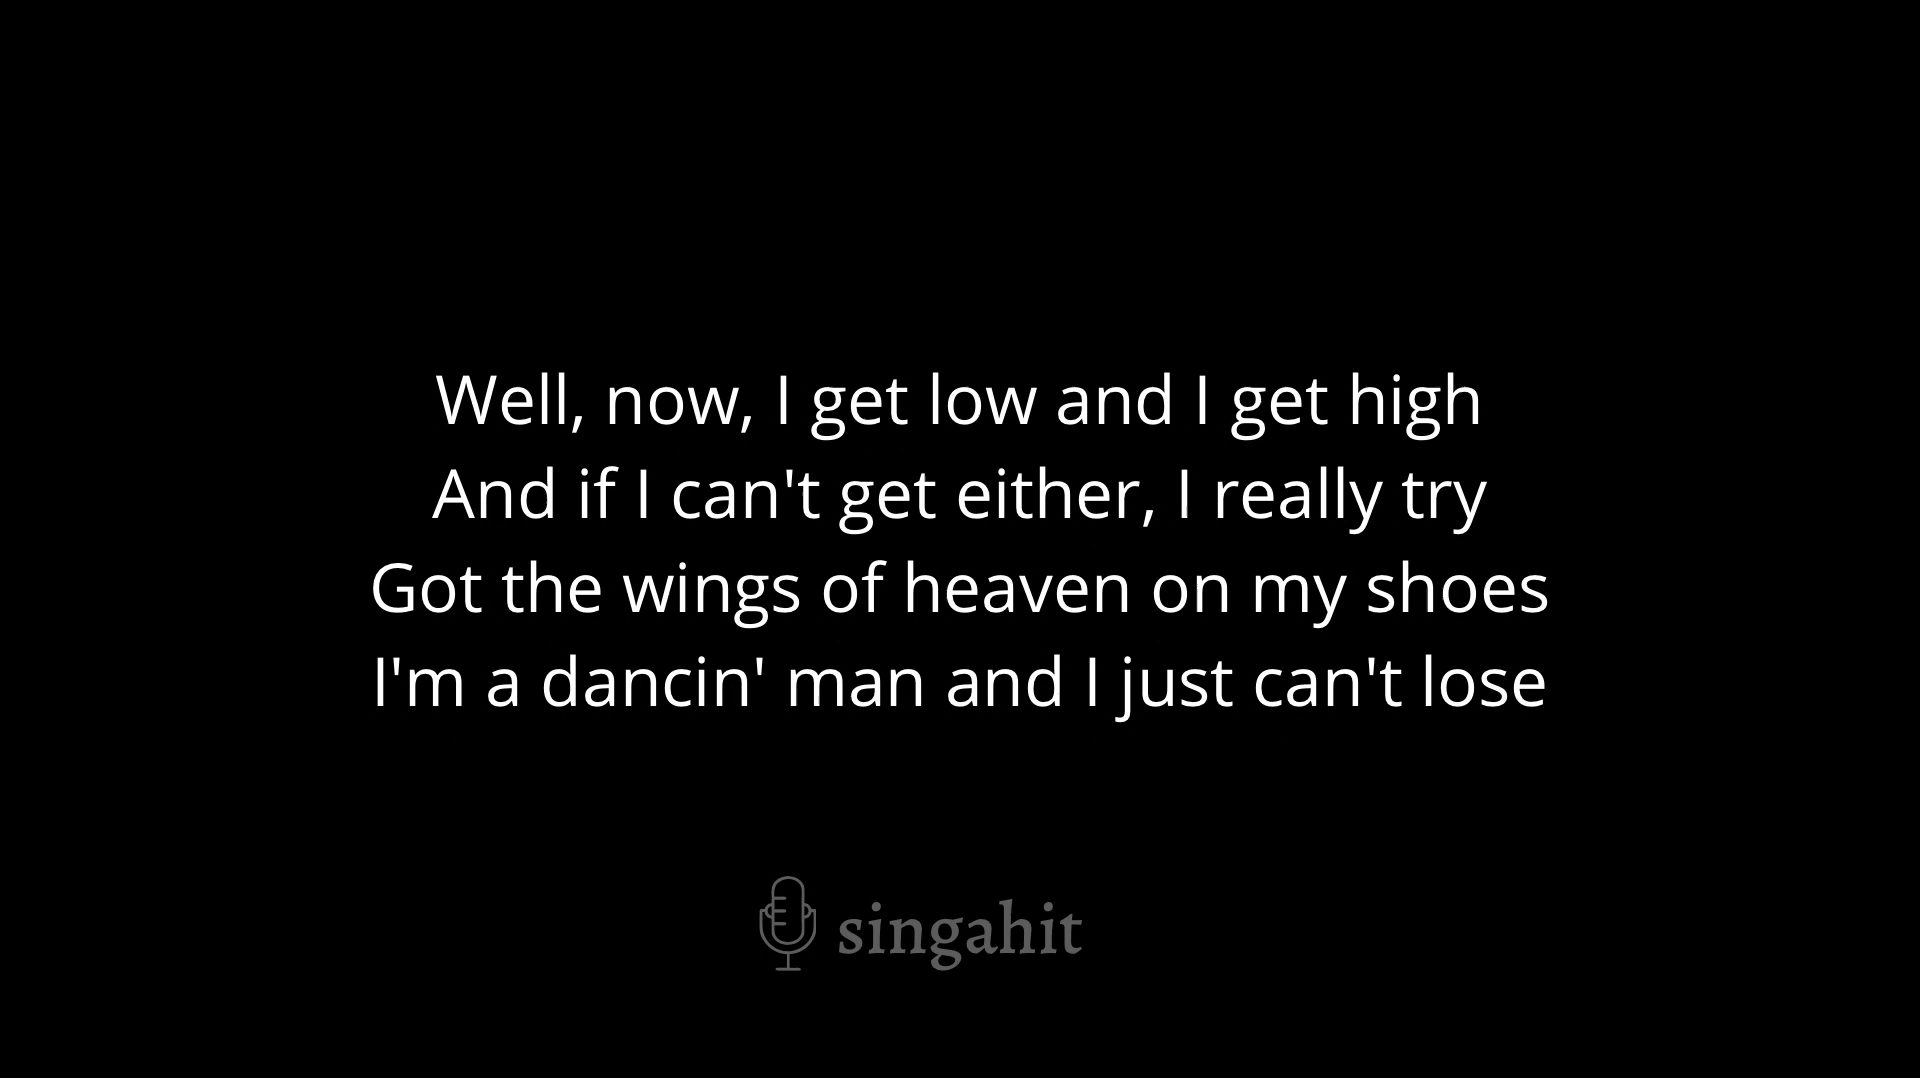 Well, now, I get low and I get high
And if I can't get either, I really try
Got the wings of heaven on my shoes
I'm a dancin' man and I just can't lose
singahit